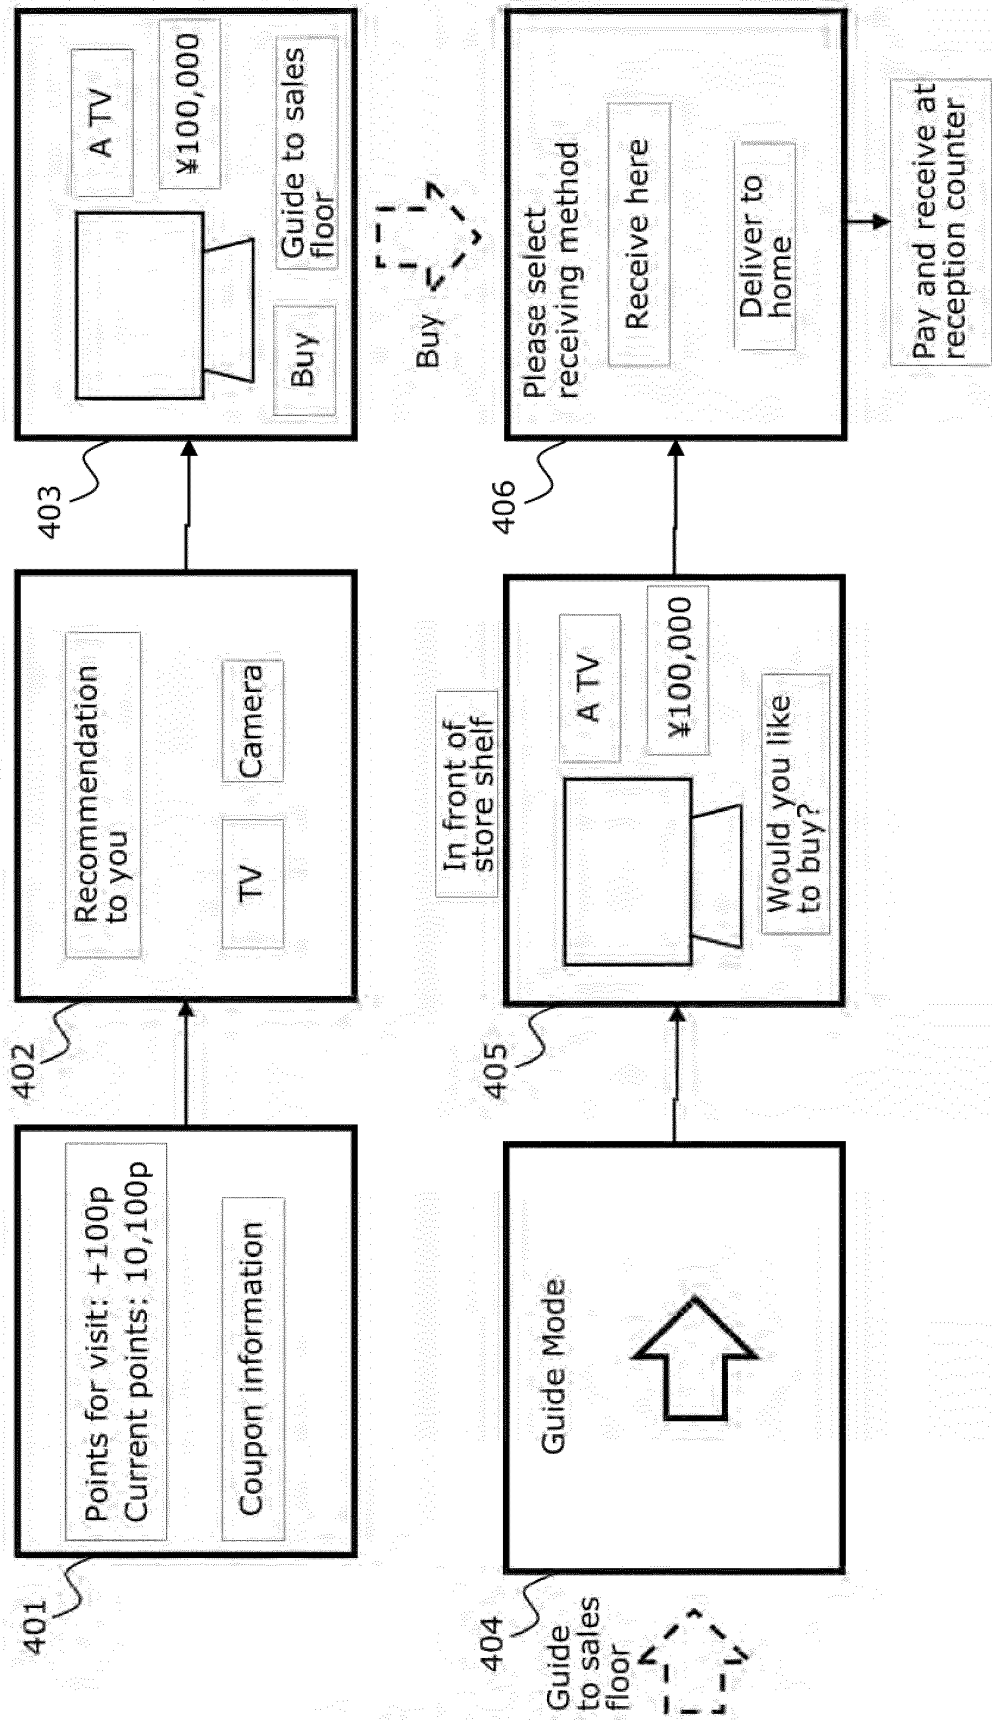 401
Points for visit: +100p
Current points: 10,100p
Coupon information
402
Recommendation
to you
TV
Camera
403
A TV
¥100,000
Buy
Guide to sales
floor
Buy
Guide
to sales
floor
404
Guide Mode
In front of
store shelf
405
A TV
¥100,000
Would you like
to buy?
406
Please select
receiving method
Receive here
Deliver to
home
Pay and receive at
reception counter